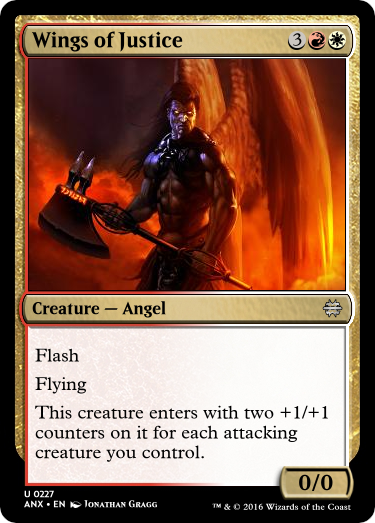 Wings of Justice 3
Creature — Angel
Flash
Flying
This creature enters with two +1/+1
counters on it for each attacking
creature you control.
0/0
U 0227
ANX • EN Jonathan Gragg
™ & © 2016 Wizards of the Coast